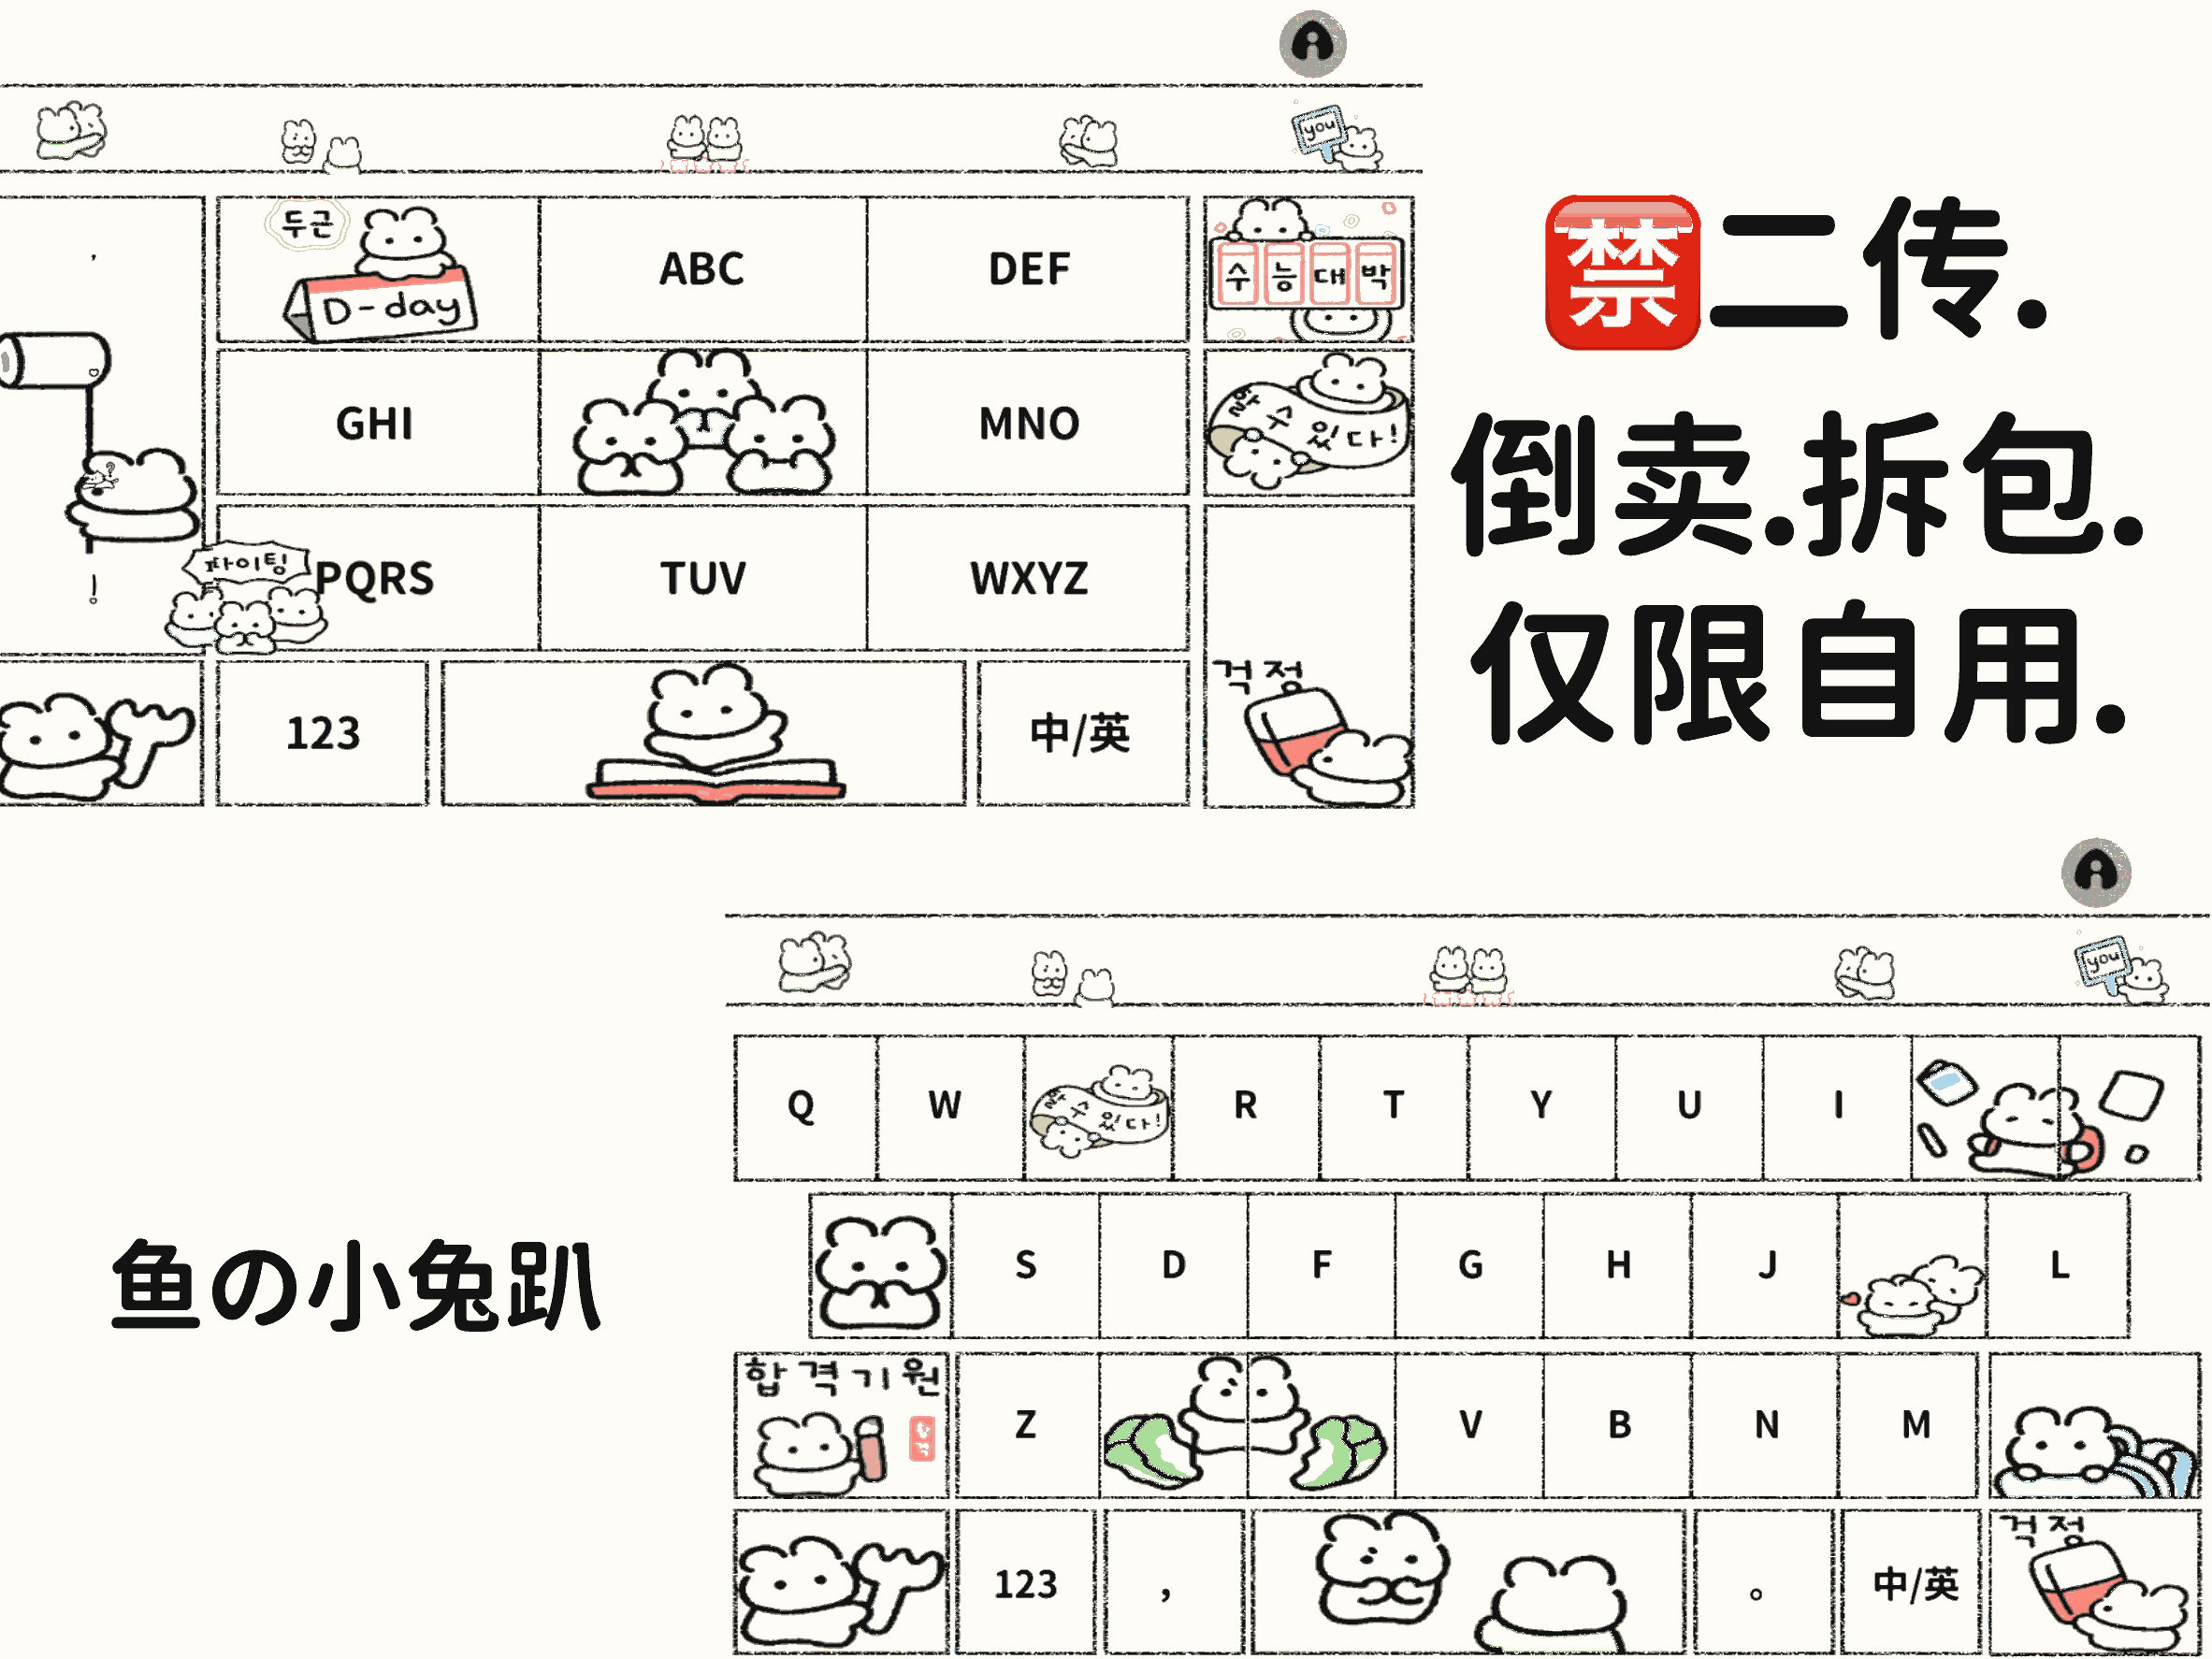 you
두근
D-day
ABC
DEF
수능대박
GHI
MNO
할 수 있다!
파이팅
PQRS
TUV
WXYZ
123
中/英
걱정
,
!
🈲二传.
倒卖.拆包.
仅限自用.
鱼の小兔趴
you
Q
W
할 수 있다!
R
T
Y
U
I
S
D
F
G
H
J
L
합격기원
Z
V
B
N
M
123
,
。
中/英
걱정